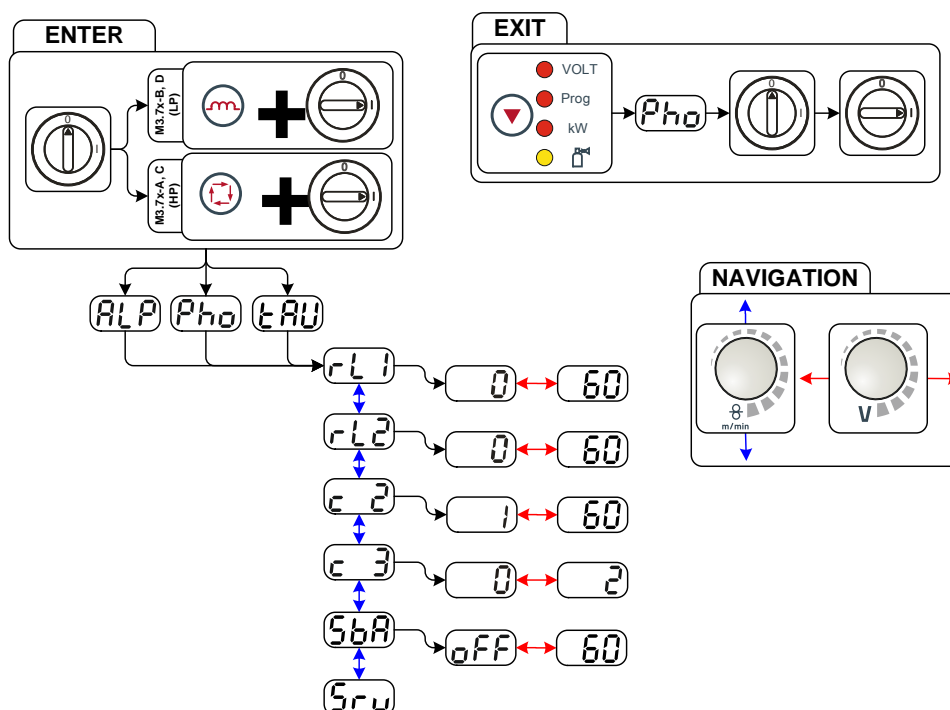 ENTER
0
I
M3.7x-B, D
(LP)
0
I
M3.7x-A, C
(HP)
0
I
EXIT
VOLT
Prog
kW
Pho
0
I
0
I
ALP Pho tAU
NAVIGATION
m/min
V
rL1 0 60
rL2 0 60
c 2 1 60
c 3 0 2
SbA oFF 60
Srv